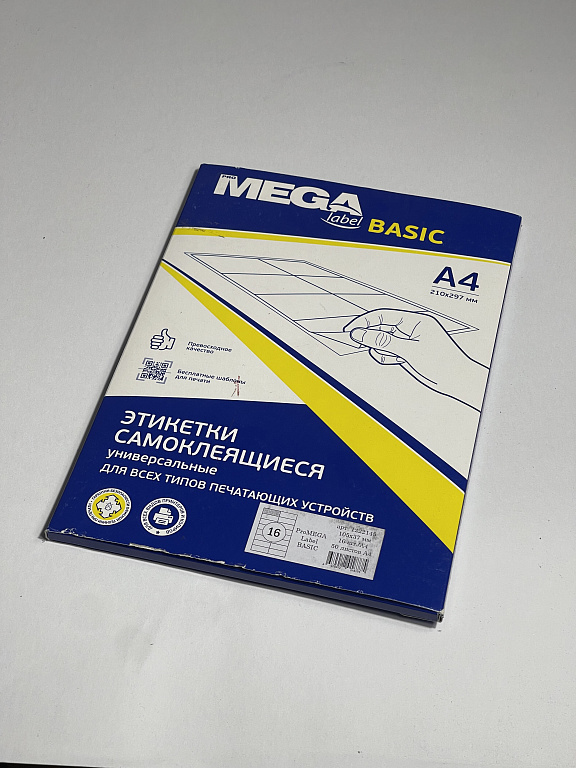 PRO
MEGA
label BASIC
A4
210x297 мм
Превосходное
качество
Бесплатные шаблоны
для печати
ЭТИКЕТКИ
САМОКЛЕЯЩИЕСЯ
универсальные
ДЛЯ ВСЕХ ТИПОВ ПЕЧАТАЮЩИХ УСТРОЙСТВ
16
ProMEGA
Label
BASIC
105x37 мм
50 листов А4